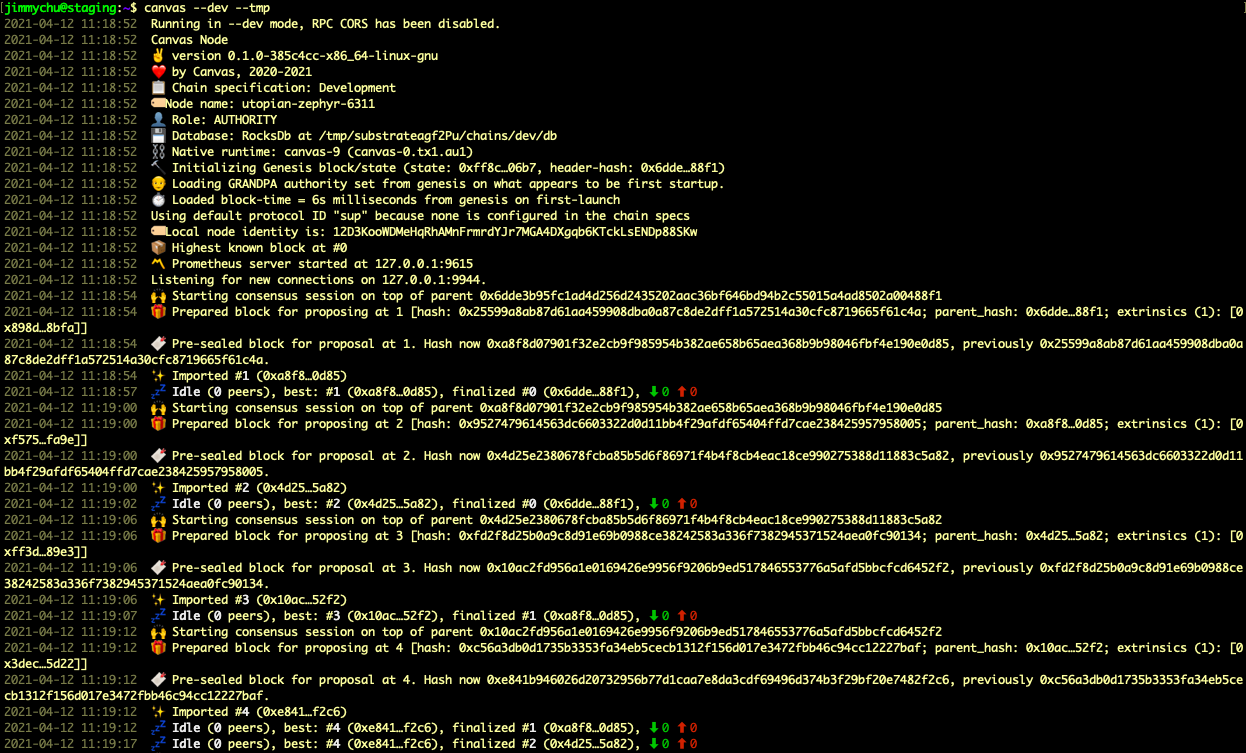 [jimmychu@staging:~$ canvas --dev --tmp
2021-04-12 11:18:52 Running in --dev mode, RPC CORS has been disabled.
2021-04-12 11:18:52 Canvas Node
2021-04-12 11:18:52 ✌️ version 0.1.0-385c4cc-x86_64-linux-gnu
2021-04-12 11:18:52 ❤️ by Canvas, 2020-2021
2021-04-12 11:18:52 📋 Chain specification: Development
2021-04-12 11:18:52 🏷 Node name: utopian-zephyr-6311
2021-04-12 11:18:52 👤 Role: AUTHORITY
2021-04-12 11:18:52 💾 Database: RocksDb at /tmp/substrateagf2Pu/chains/dev/db
2021-04-12 11:18:52 ⛓ Native runtime: canvas-9 (canvas-0.tx1.au1)
2021-04-12 11:18:52 🔨 Initializing Genesis block/state (state: 0xff8c…06b7, header-hash: 0x6dde…88f1)
2021-04-12 11:18:52 👴 Loading GRANDPA authority set from genesis on what appears to be first startup.
2021-04-12 11:18:52 ⏱ Loaded block-time = 6s milliseconds from genesis on first-launch
2021-04-12 11:18:52 Using default protocol ID "sup" because none is configured in the chain specs
2021-04-12 11:18:52 🏷 Local node identity is: 12D3KooWDMeHqRhAMnFrmrdYJr7MGA4DXgqb6KTckLsENDp88SKw
2021-04-12 11:18:52 📦 Highest known block at #0
2021-04-12 11:18:52 〽️ Prometheus server started at 127.0.0.1:9615
2021-04-12 11:18:52 Listening for new connections on 127.0.0.1:9944.
2021-04-12 11:18:54 🙌 Starting consensus session on top of parent 0x6dde3b95fc1ad4d256d2435202aac36bf646bd94b2c55015a4ad8502a00488f1
2021-04-12 11:18:54 🎁 Prepared block for proposing at 1 [hash: 0x25599a8ab87d61aa459908dba0a87c8de2dff1a572514a30cfc8719665f61c4a; parent_hash: 0x6dde…88f1; extrinsics (1): [0
x898d…8bfa]]
2021-04-12 11:18:54 🔖 Pre-sealed block for proposal at 1. Hash now 0xa8f8d07901f32e2cb9f985954b382ae658b65aea368b9b98046fbf4e190e0d85, previously 0x25599a8ab87d61aa459908dba0a
87c8de2dff1a572514a30cfc8719665f61c4a.
2021-04-12 11:18:54 ✨ Imported #1 (0xa8f8…0d85)
2021-04-12 11:18:57 💤 Idle (0 peers), best: #1 (0xa8f8…0d85), finalized #0 (0x6dde…88f1), ⬇ 0 ⬆ 0
2021-04-12 11:19:00 🙌 Starting consensus session on top of parent 0xa8f8d07901f32e2cb9f985954b382ae658b65aea368b9b98046fbf4e190e0d85
2021-04-12 11:19:00 🎁 Prepared block for proposing at 2 [hash: 0x9527479614563dc6603322d0d11bb4f29afdf65404ffd7cae238425957958005; parent_hash: 0xa8f8…0d85; extrinsics (1): [0
xf575…fa9e]]
2021-04-12 11:19:00 🔖 Pre-sealed block for proposal at 2. Hash now 0x4d25e2380678fcba85b5d6f86971f4b4f8cb4eac18ce990275388d11883c5a82, previously 0x9527479614563dc6603322d0d11
bb4f29afdf65404ffd7cae238425957958005.
2021-04-12 11:19:00 ✨ Imported #2 (0x4d25…5a82)
2021-04-12 11:19:02 💤 Idle (0 peers), best: #2 (0x4d25…5a82), finalized #0 (0x6dde…88f1), ⬇ 0 ⬆ 0
2021-04-12 11:19:06 🙌 Starting consensus session on top of parent 0x4d25e2380678fcba85b5d6f86971f4b4f8cb4eac18ce990275388d11883c5a82
2021-04-12 11:19:06 🎁 Prepared block for proposing at 3 [hash: 0xfd2f8d25b0a9c8d91e69b0988ce38242583a336f7382945371524aea0fc90134; parent_hash: 0x4d25…5a82; extrinsics (1): [0
xff3d…89e3]]
2021-04-12 11:19:06 🔖 Pre-sealed block for proposal at 3. Hash now 0x10ac2fd956a1e0169426e9956f9206b9ed517846553776a5afd5bbcfcd6452f2, previously 0xfd2f8d25b0a9c8d91e69b0988ce
38242583a336f7382945371524aea0fc90134.
2021-04-12 11:19:06 ✨ Imported #3 (0x10ac…52f2)
2021-04-12 11:19:07 💤 Idle (0 peers), best: #3 (0x10ac…52f2), finalized #1 (0xa8f8…0d85), ⬇ 0 ⬆ 0
2021-04-12 11:19:12 🙌 Starting consensus session on top of parent 0x10ac2fd956a1e0169426e9956f9206b9ed517846553776a5afd5bbcfcd6452f2
2021-04-12 11:19:12 🎁 Prepared block for proposing at 4 [hash: 0xc56a3db0d1735b3353fa34eb5cecb1312f156d017e3472fbb46c94cc12227baf; parent_hash: 0x10ac…52f2; extrinsics (1): [0
x3dec…5d22]]
2021-04-12 11:19:12 🔖 Pre-sealed block for proposal at 4. Hash now 0xe841b946026d20732956b77d1caa7e8da3cdf69496d374b3f29bf20e7482f2c6, previously 0xc56a3db0d1735b3353fa34eb5ce
cb1312f156d017e3472fbb46c94cc12227baf.
2021-04-12 11:19:12 ✨ Imported #4 (0xe841…f2c6)
2021-04-12 11:19:12 💤 Idle (0 peers), best: #4 (0xe841…f2c6), finalized #1 (0xa8f8…0d85), ⬇ 0 ⬆ 0
2021-04-12 11:19:17 💤 Idle (0 peers), best: #4 (0xe841…f2c6), finalized #2 (0x4d25…5a82), ⬇ 0 ⬆ 0